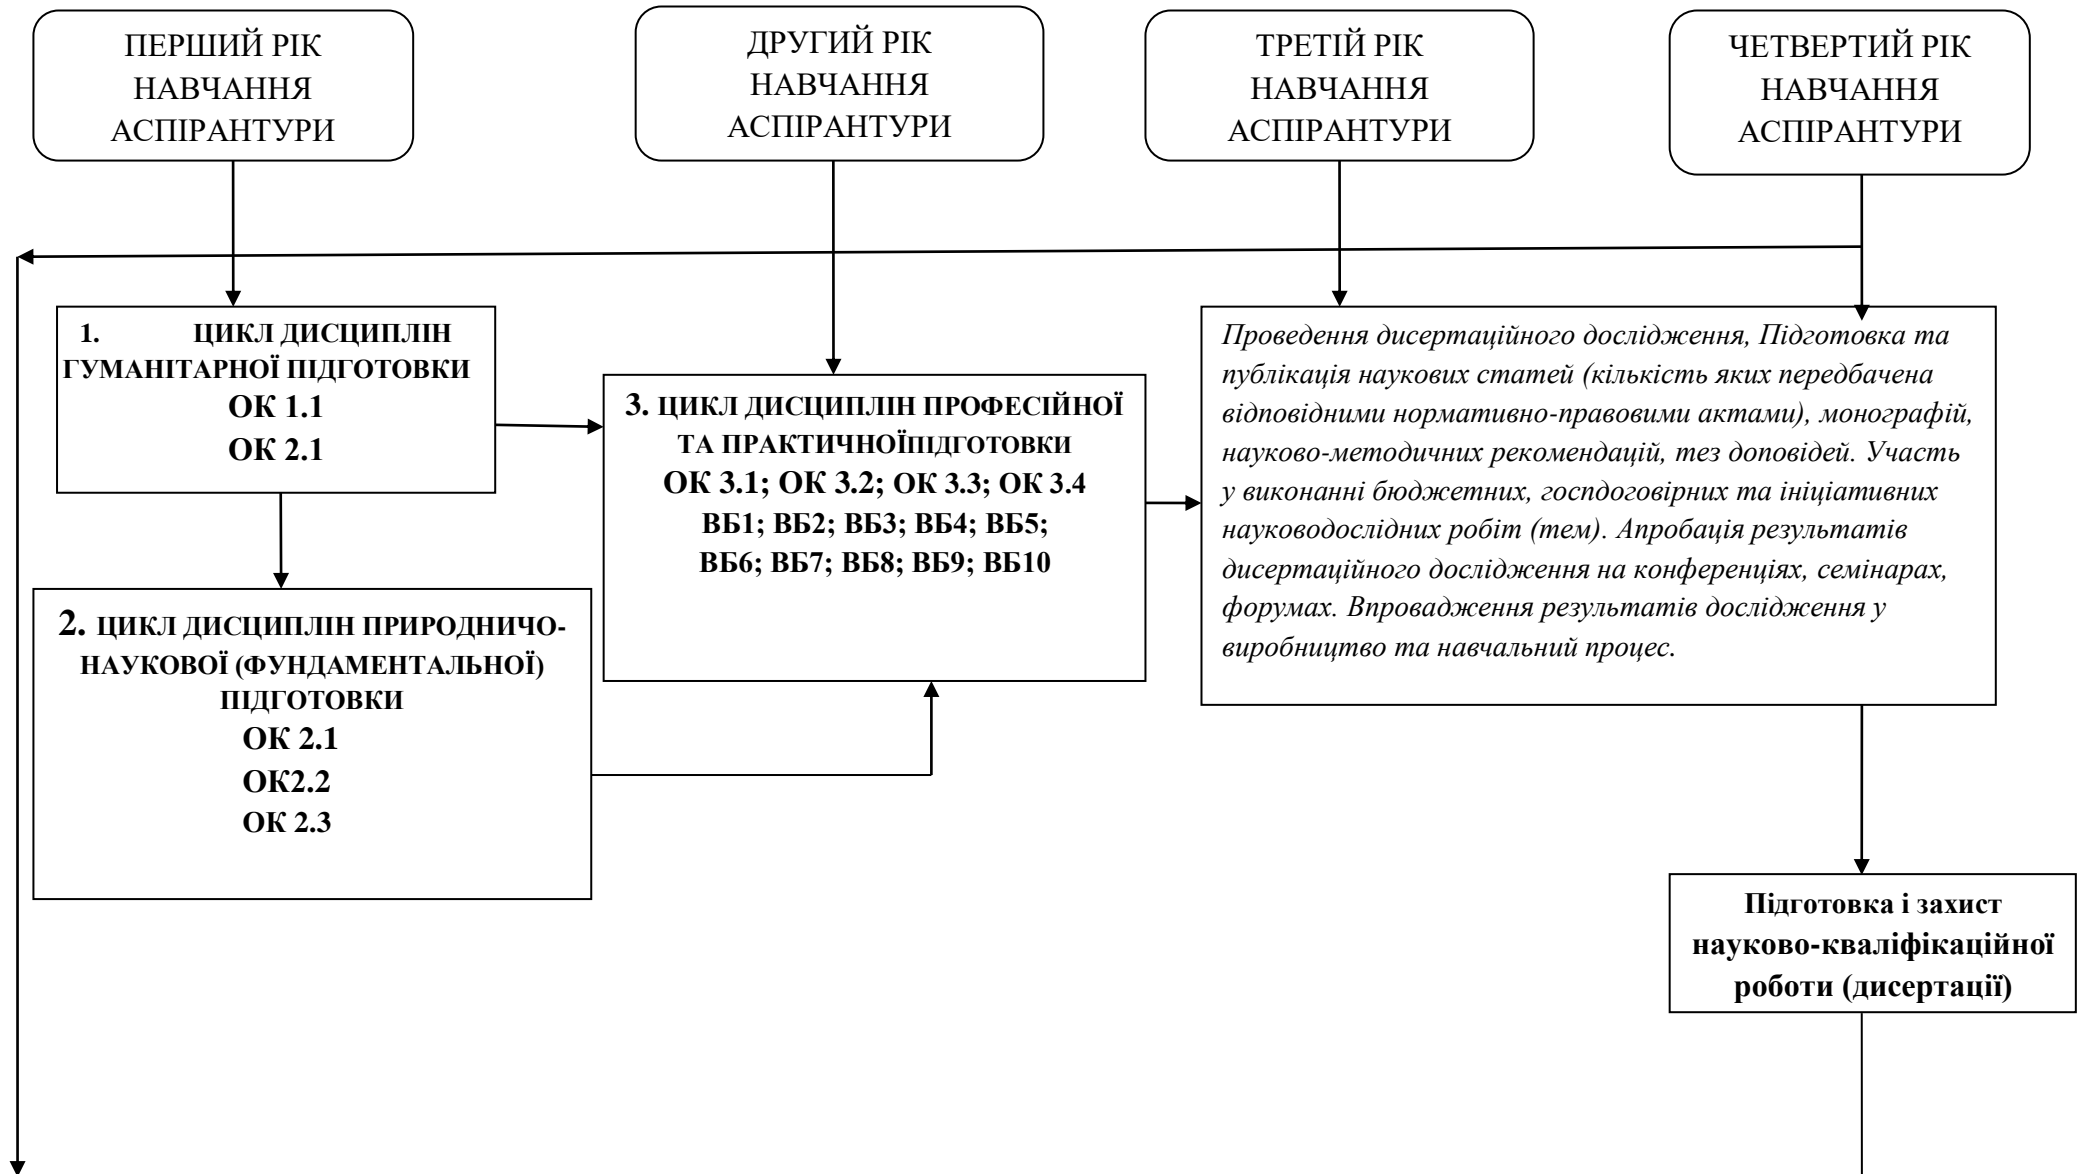 ПЕРШИЙ РІК
НАВЧАННЯ
АСПІРАНТУРИ
ДРУГИЙ РІК
НАВЧАННЯ
АСПІРАНТУРИ
ТРЕТІЙ РІК
НАВЧАННЯ
АСПІРАНТУРИ
ЧЕТВЕРТИЙ РІК
НАВЧАННЯ
АСПІРАНТУРИ
1. ЦИКЛ ДИСЦИПЛІН
ГУМАНІТАРНОЇ ПІДГОТОВКИ
ОК 1.1
ОК 2.1
2. ЦИКЛ ДИСЦИПЛІН ПРИРОДНИЧО-
НАУКОВОЇ (ФУНДАМЕНТАЛЬНОЇ)
ПІДГОТОВКИ
ОК 2.1
ОК2.2
ОК 2.3
3. ЦИКЛ ДИСЦИПЛІН ПРОФЕСІЙНОЇ
ТА ПРАКТИЧНОЇПІДГОТОВКИ
ОК 3.1; ОК 3.2; ОК 3.3; ОК 3.4
ВБ1; ВБ2; ВБ3; ВБ4; ВБ5;
ВБ6; ВБ7; ВБ8; ВБ9; ВБ10
Проведення дисертаційного дослідження, Підготовка та
публікація наукових статей (кількість яких передбачена
відповідними нормативно-правовими актами), монографій,
науково-методичних рекомендацій, тез доповідей. Участь
у виконанні бюджетних, госпдоговірних та ініціативних
науководослідних робіт (тем). Апробація результатів
дисертаційного дослідження на конференціях, семінарах,
форумах. Впровадження результатів дослідження у
виробництво та навчальний процес.
Підготовка і захист
науково-кваліфікаційної
роботи (дисертації)